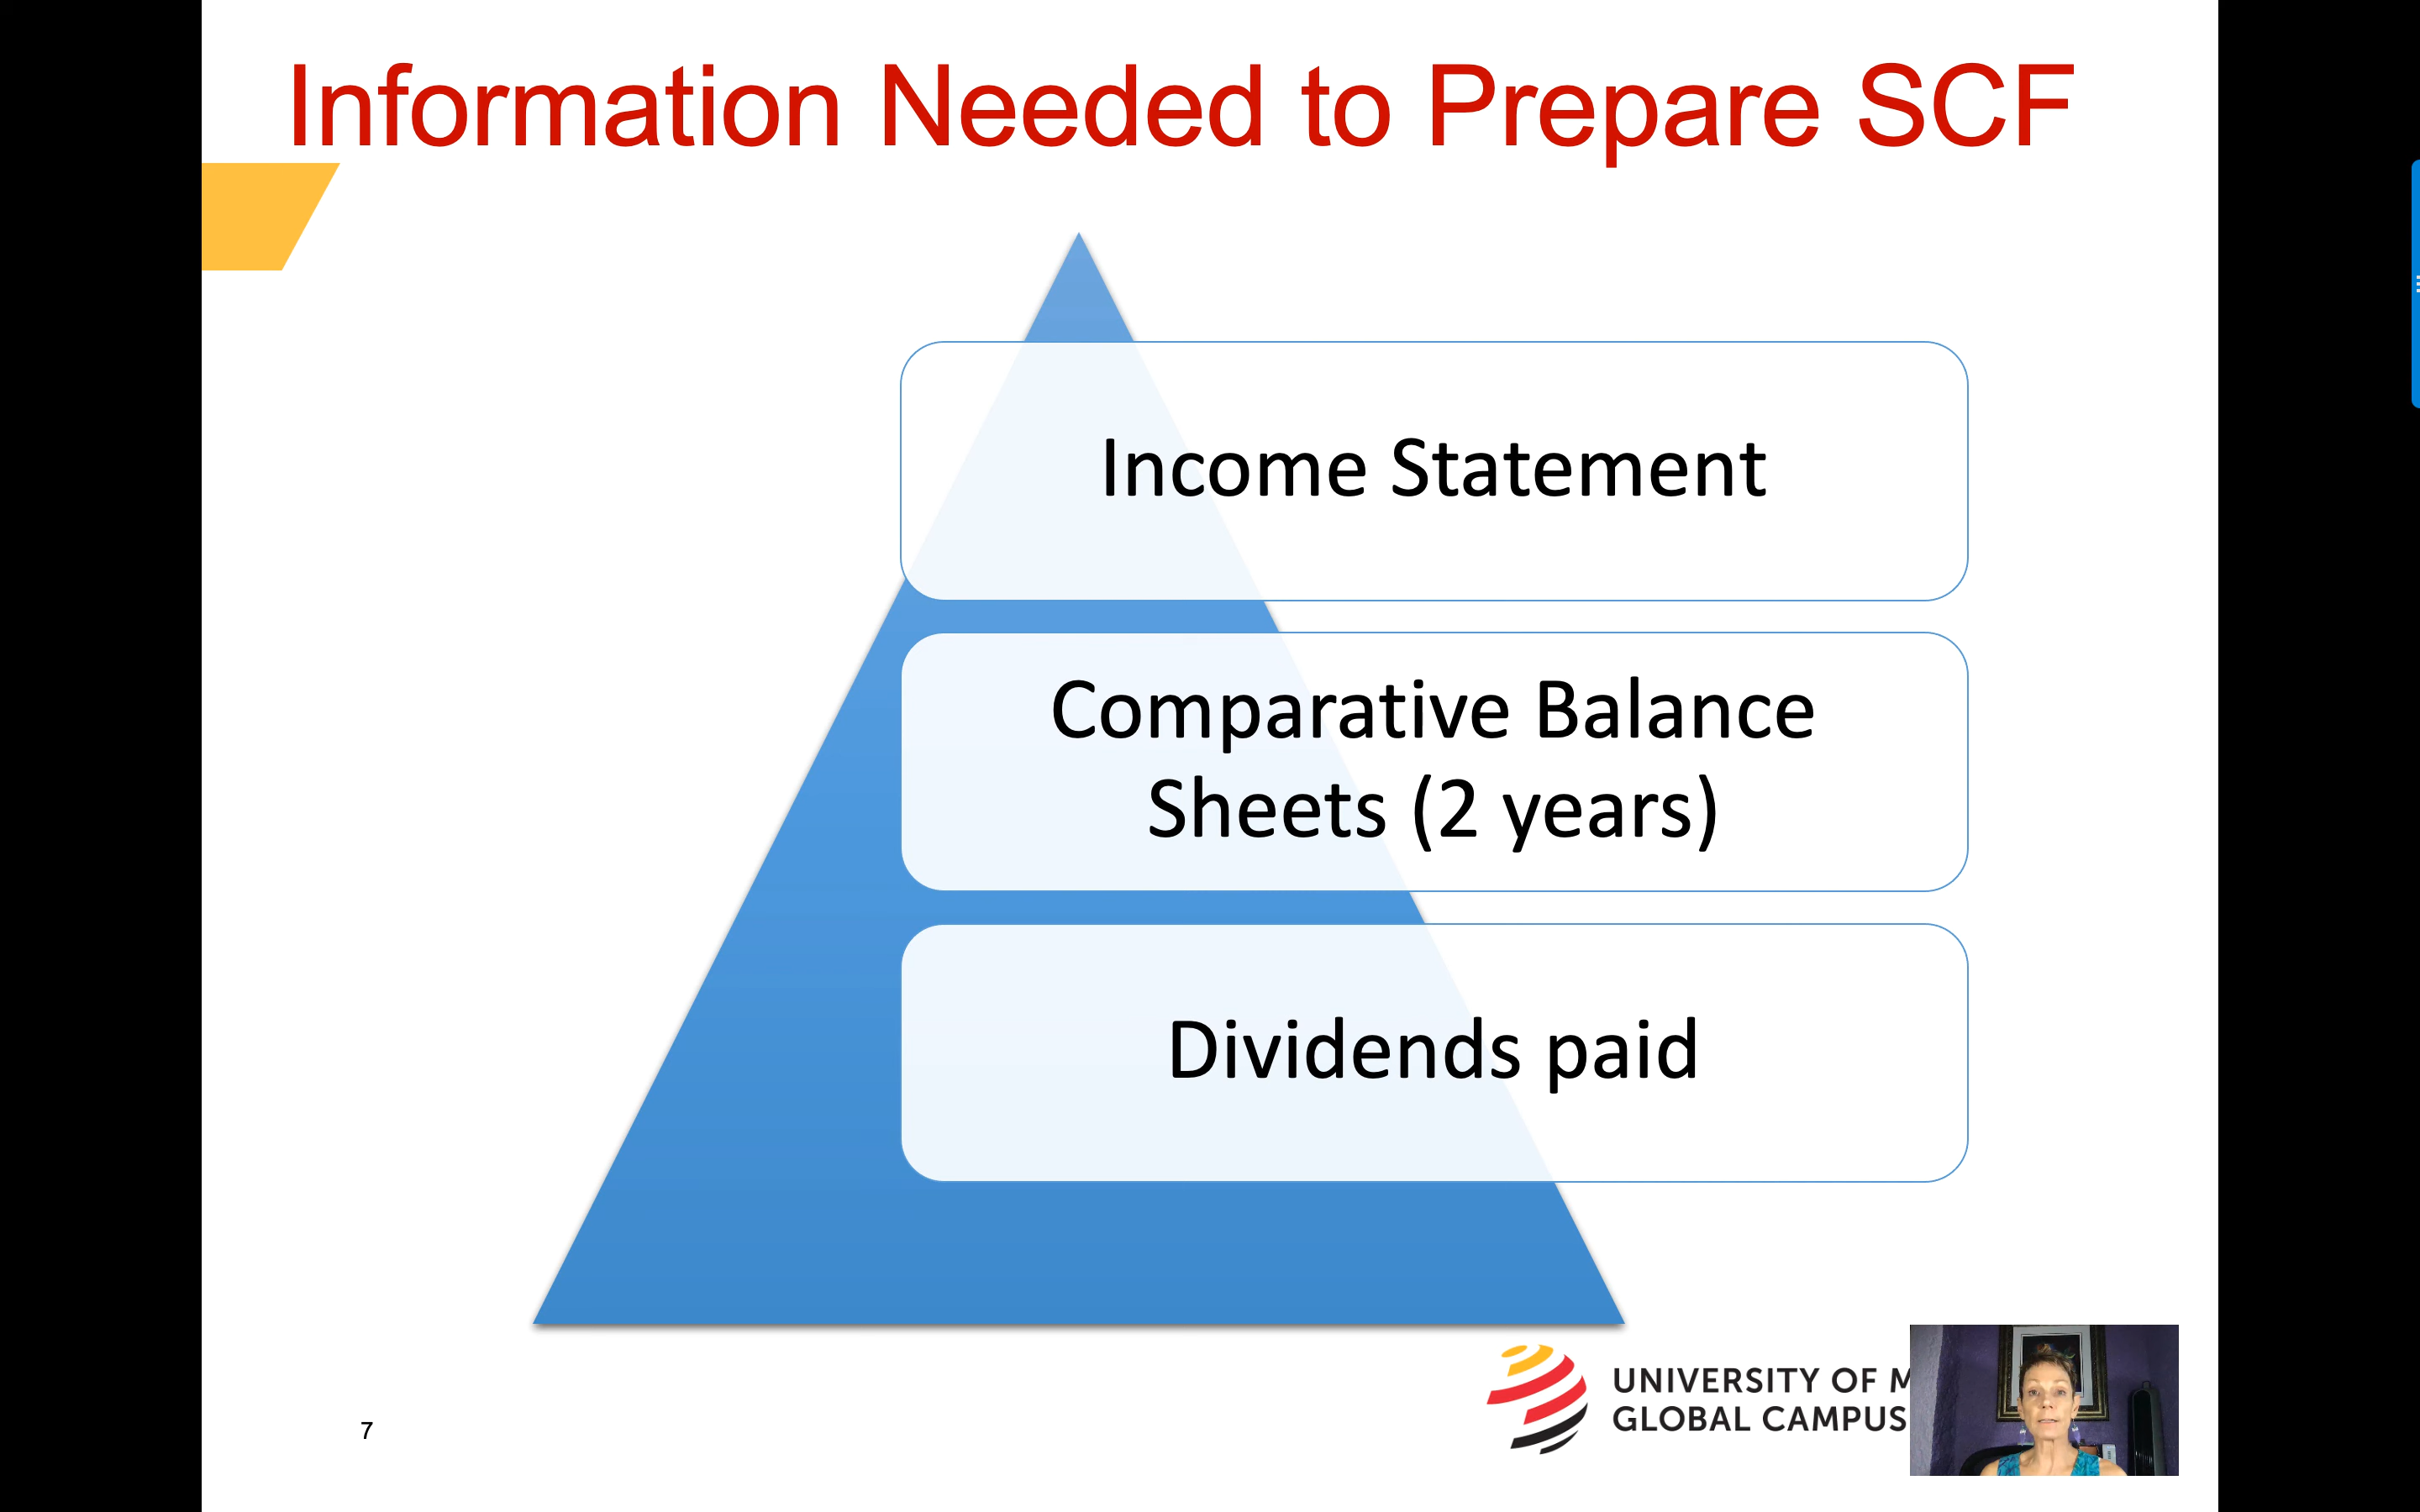 Information Needed to Prepare SCF
Income Statement
Comparative Balance
Sheets (2 years)
Dividends paid
UNIVERSITY OF
GLOBAL CAMPUS
7